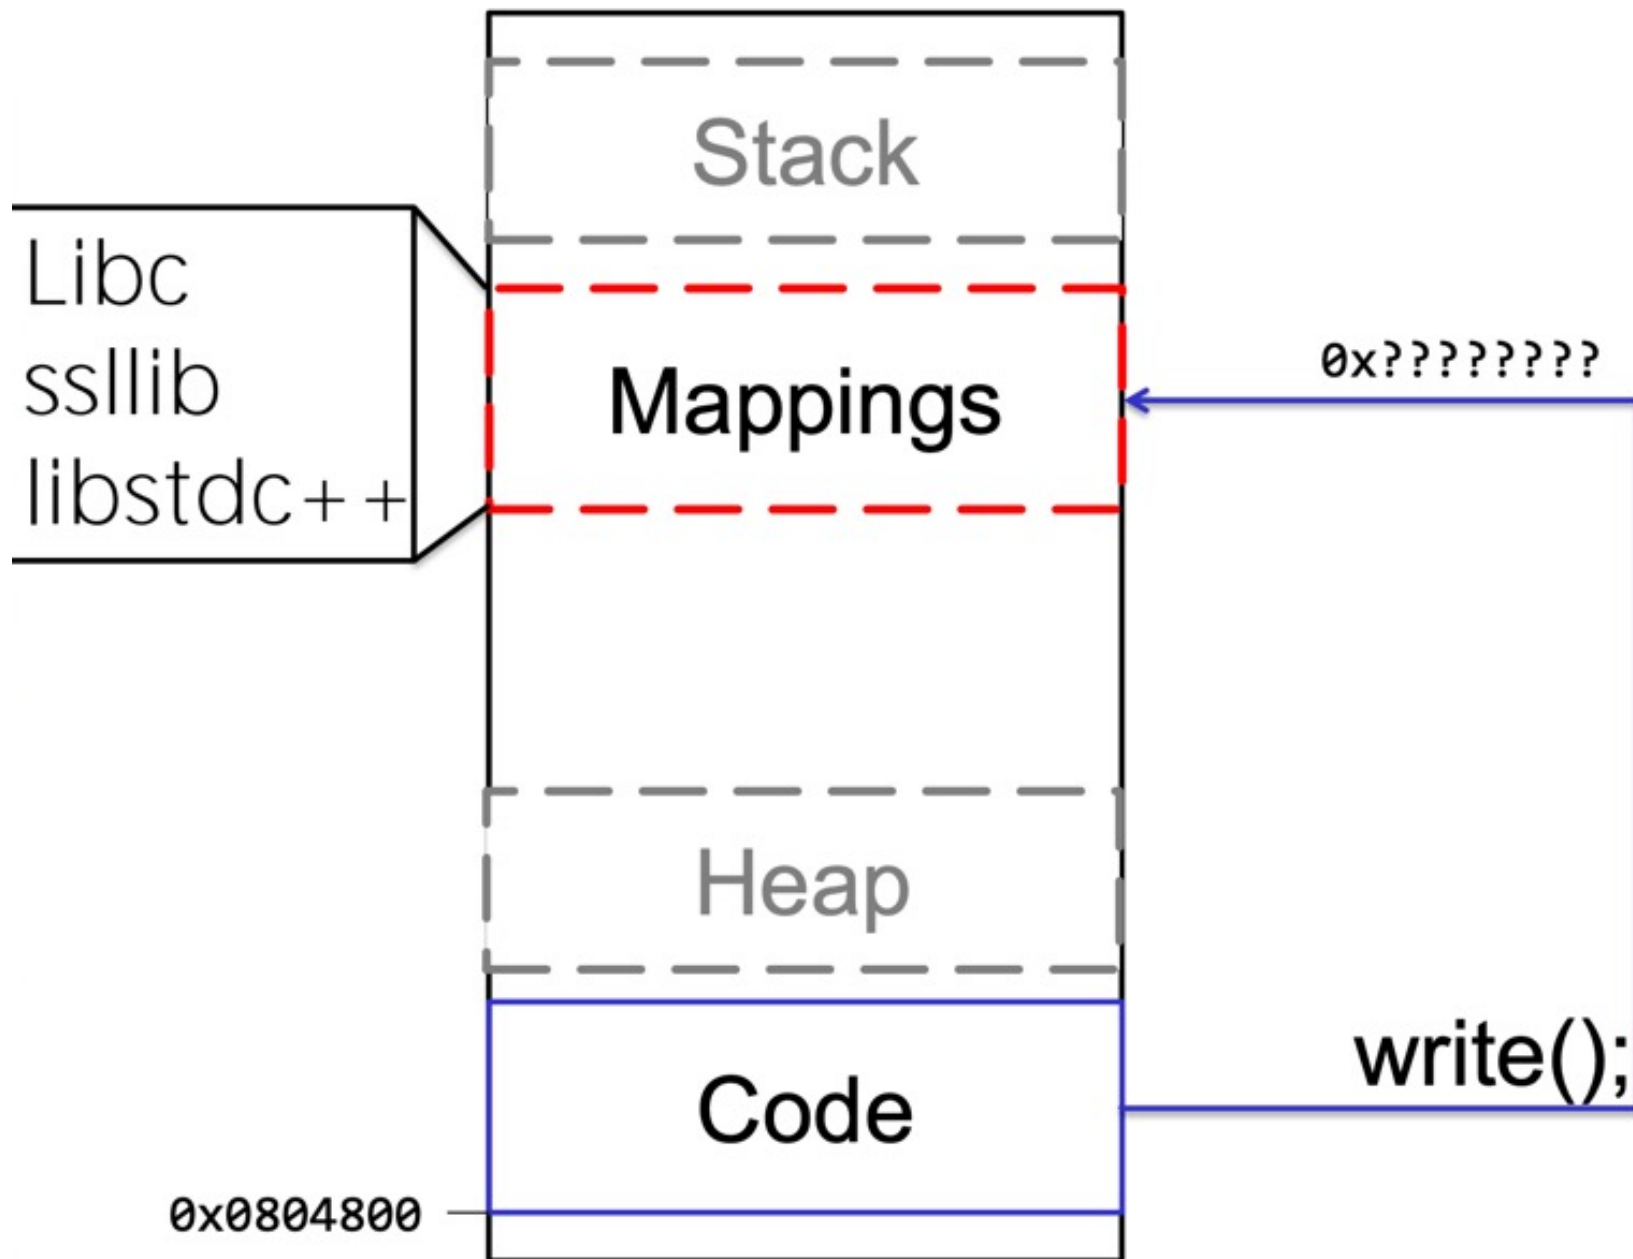 Stack
Libc
ssllib
libstdc++
Mappings
0x????????
Heap
write();
Code
0x0804800